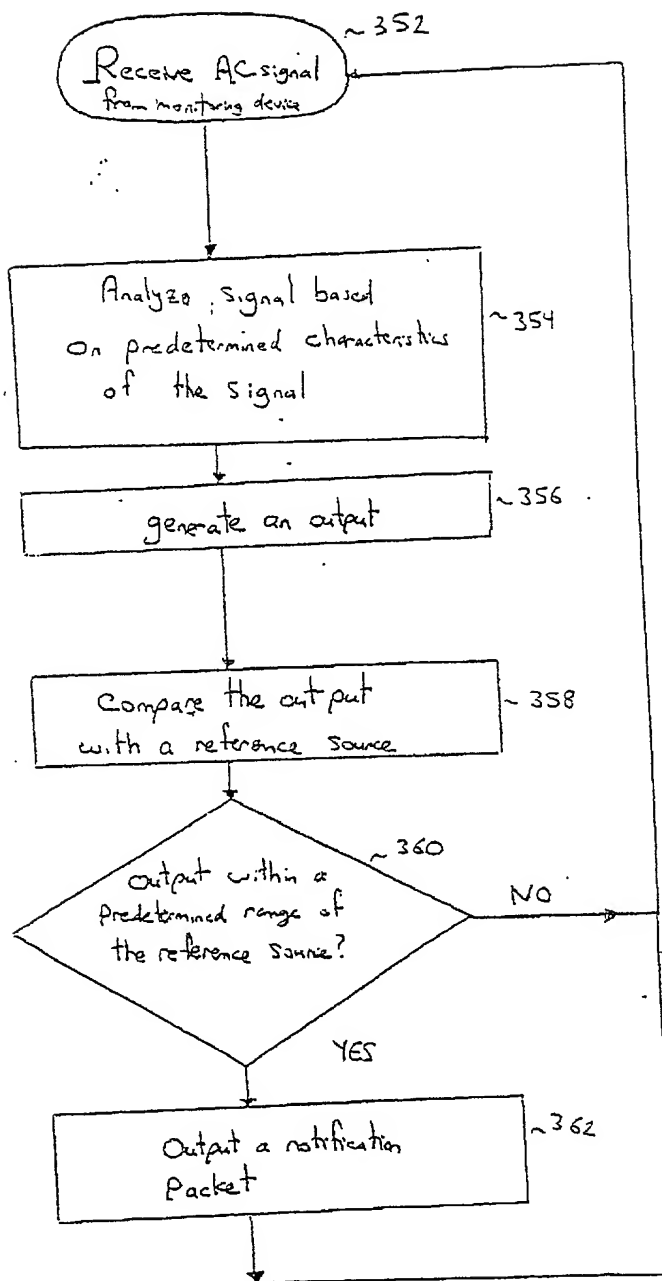 ~352
Receive AC signal
from monitoring device
Analyze signal based
on predetermined characteristics
of the signal
~354
generate an output
~356
Compare the output
with a reference source
~358
~360
Output within a
predetermined range of
the reference source?
NO
YES
Output a notification
Packet
~362